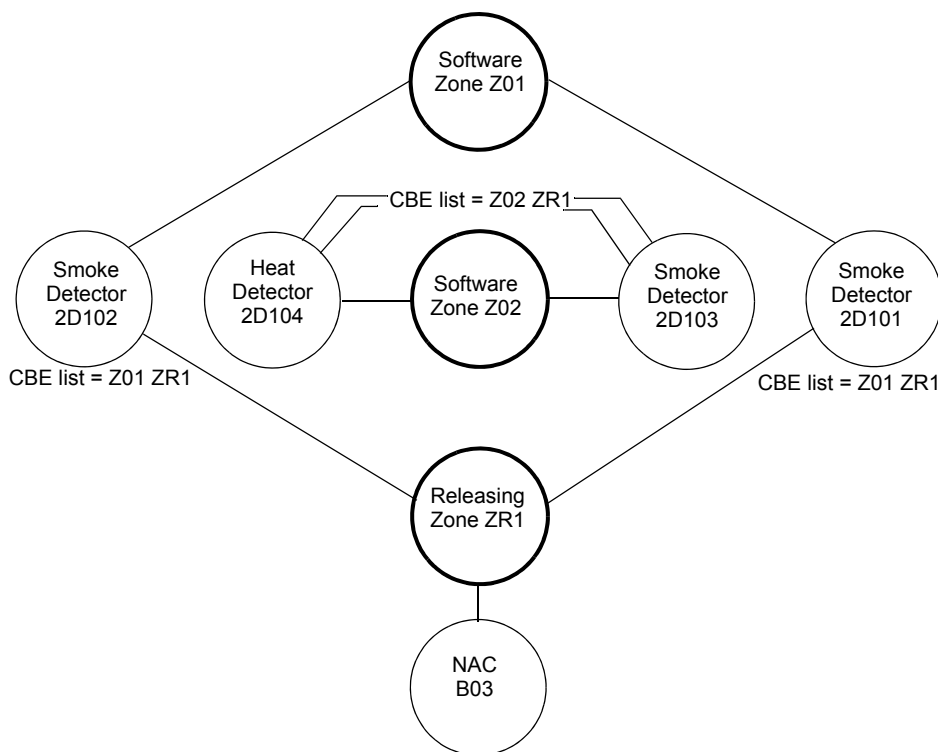 Software
Zone Z01
CBE list = Z02 ZR1
Smoke
Detector
2D102
Heat
Detector
2D104
Software
Zone Z02
Smoke
Detector
2D103
Smoke
Detector
2D101
CBE list = Z01 ZR1
CBE list = Z01 ZR1
Releasing
Zone ZR1
NAC
B03